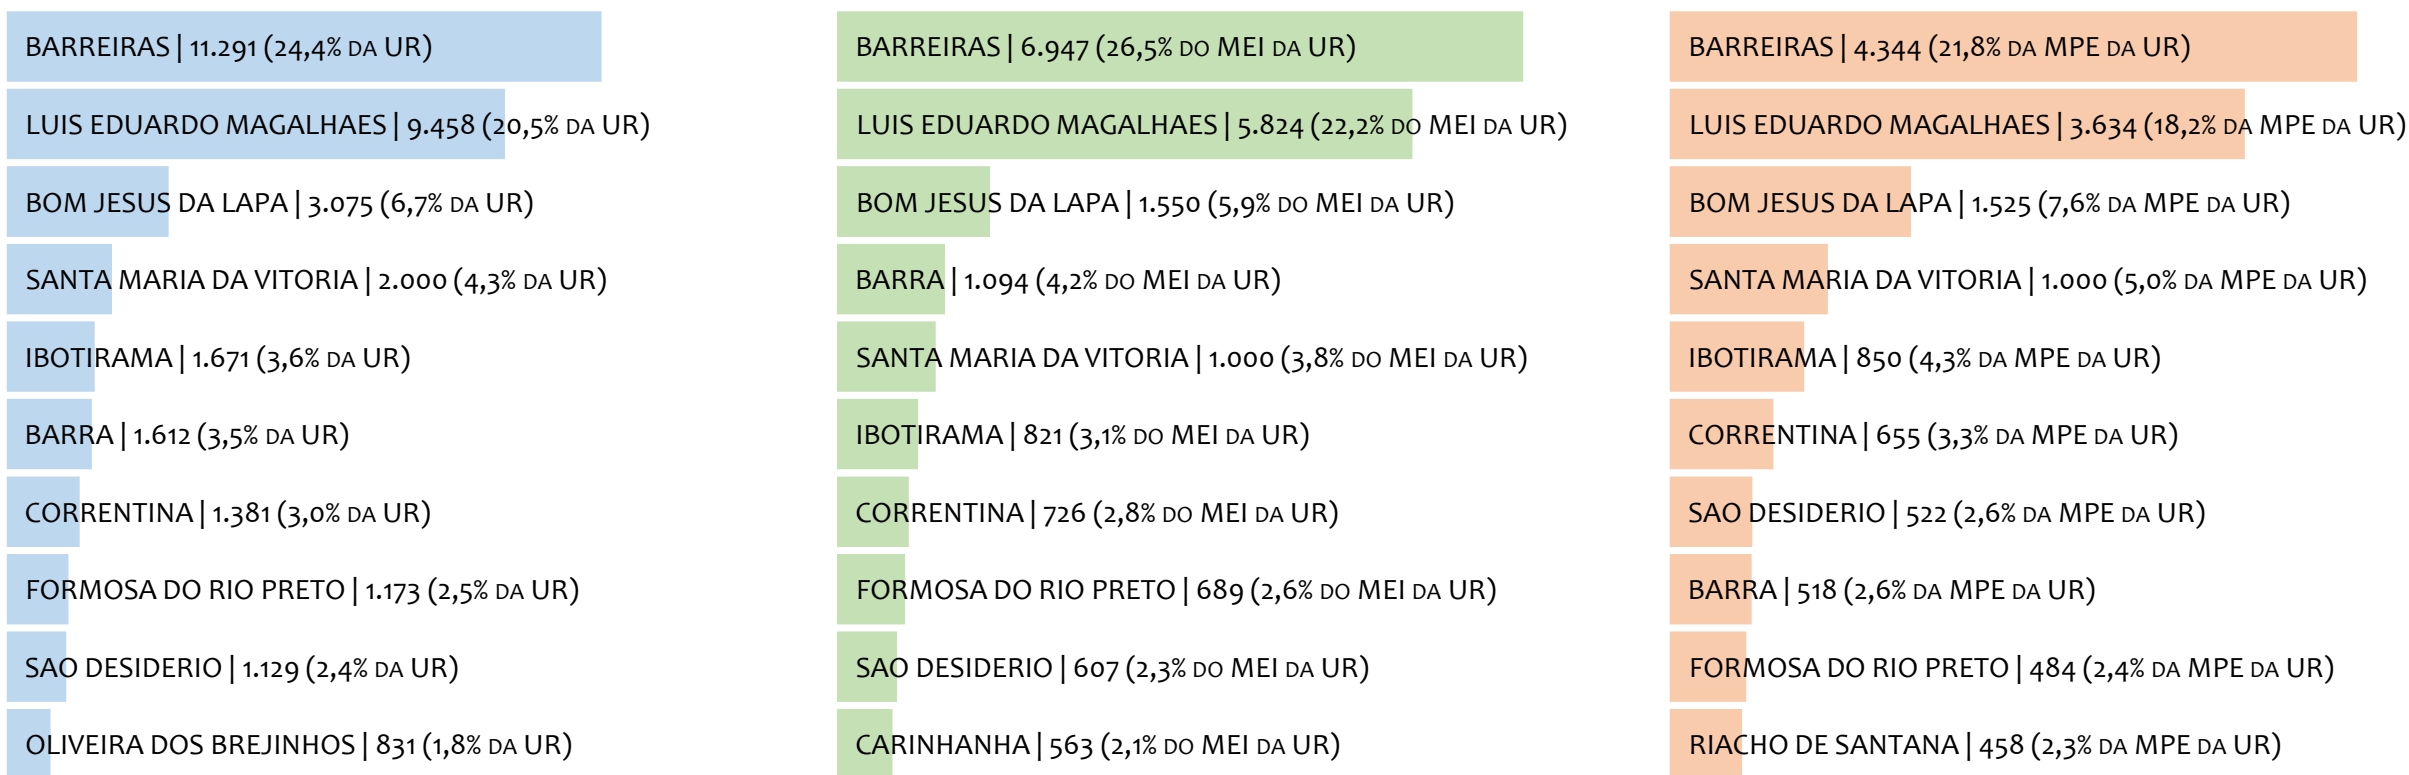 BARREIRAS | 11.291 (24,4% DA UR)
LUIS EDUARDO MAGALHAES | 9.458 (20,5% DA UR)
BOM JESUS DA LAPA | 3.075 (6,7% DA UR)
SANTA MARIA DA VITORIA | 2.000 (4,3% DA UR)
IBOTIRAMA | 1.671 (3,6% DA UR)
BARRA | 1.612 (3,5% DA UR)
CORRENTINA | 1.381 (3,0% DA UR)
FORMOSA DO RIO PRETO | 1.173 (2,5% DA UR)
SAO DESIDERIO | 1.129 (2,4% DA UR)
OLIVEIRA DOS BREJINHOS | 831 (1,8% DA UR)
BARREIRAS | 6.947 (26,5% DO MEI DA UR)
LUIS EDUARDO MAGALHAES | 5.824 (22,2% DO MEI DA UR)
BOM JESUS DA LAPA | 1.550 (5,9% DO MEI DA UR)
BARRA | 1.094 (4,2% DO MEI DA UR)
SANTA MARIA DA VITORIA | 1.000 (3,8% DO MEI DA UR)
IBOTIRAMA | 821 (3,1% DO MEI DA UR)
CORRENTINA | 726 (2,8% DO MEI DA UR)
FORMOSA DO RIO PRETO | 689 (2,6% DO MEI DA UR)
SAO DESIDERIO | 607 (2,3% DO MEI DA UR)
CARINHANHA | 563 (2,1% DO MEI DA UR)
BARREIRAS | 4.344 (21,8% DA MPE DA UR)
LUIS EDUARDO MAGALHAES | 3.634 (18,2% DA MPE DA UR)
BOM JESUS DA LAPA | 1.525 (7,6% DA MPE DA UR)
SANTA MARIA DA VITORIA | 1.000 (5,0% DA MPE DA UR)
IBOTIRAMA | 850 (4,3% DA MPE DA UR)
CORRENTINA | 655 (3,3% DA MPE DA UR)
SAO DESIDERIO | 522 (2,6% DA MPE DA UR)
BARRA | 518 (2,6% DA MPE DA UR)
FORMOSA DO RIO PRETO | 484 (2,4% DA MPE DA UR)
RIACHO DE SANTANA | 458 (2,3% DA MPE DA UR)